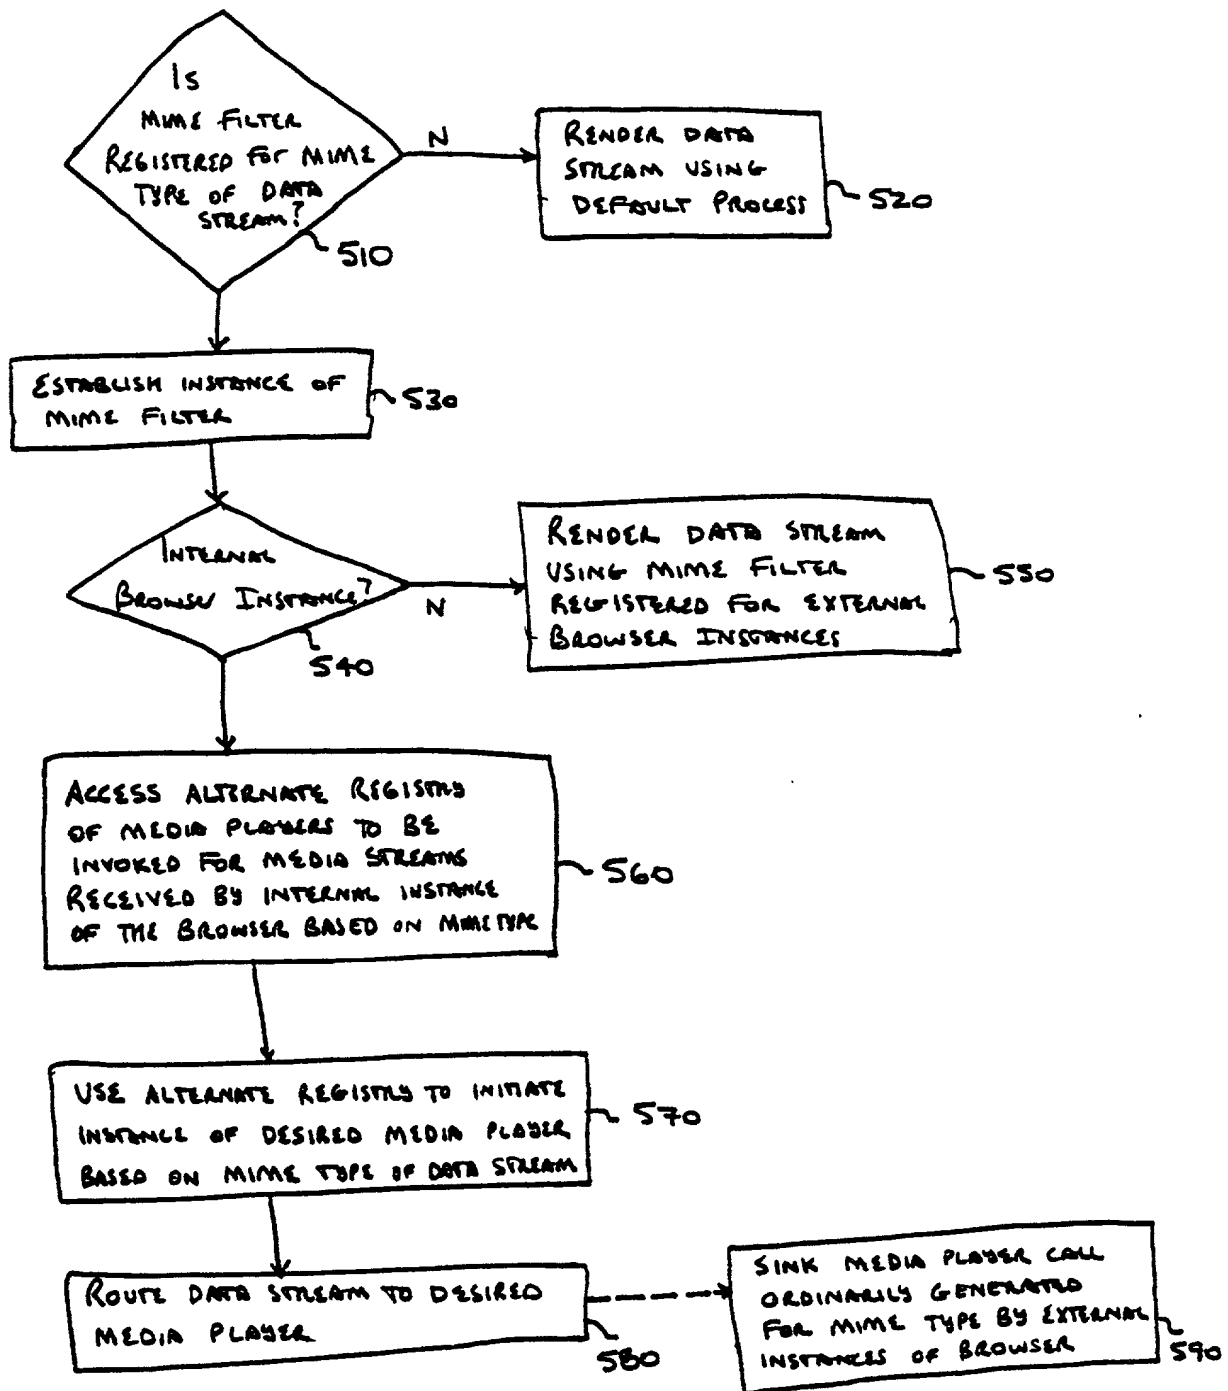 Is
MIME FILTER
REGISTERED FOR MIME
TYPE OF DATA
STREAM?
510
N
RENDER DATA
STREAM USING
DEFAULT PROCESS
520
ESTABLISH INSTANCE OF
MIME FILTER
530
INTERNAL
BROWSER INSTANCE?
540
N
RENDER DATA STREAM
USING MIME FILTER
REGISTERED FOR EXTERNAL
BROWSER INSTANCES
550
ACCESS ALTERNATE REGISTRY
OF MEDIA PLAYERS TO BE
INVOKED FOR MEDIA STREAMS
RECEIVED BY INTERNAL INSTANCE
OF THE BROWSER BASED ON MIME TYPE
560
USE ALTERNATE REGISTRY TO INITIATE
INSTANCE OF DESIRED MEDIA PLAYER
BASED ON MIME TYPE OF DATA STREAM
570
ROUTE DATA STREAM TO DESIRED
MEDIA PLAYER
580
SINK MEDIA PLAYER CALL
ORDINARILY GENERATED
FOR MIME TYPE BY EXTERNAL
INSTANCES OF BROWSER
590